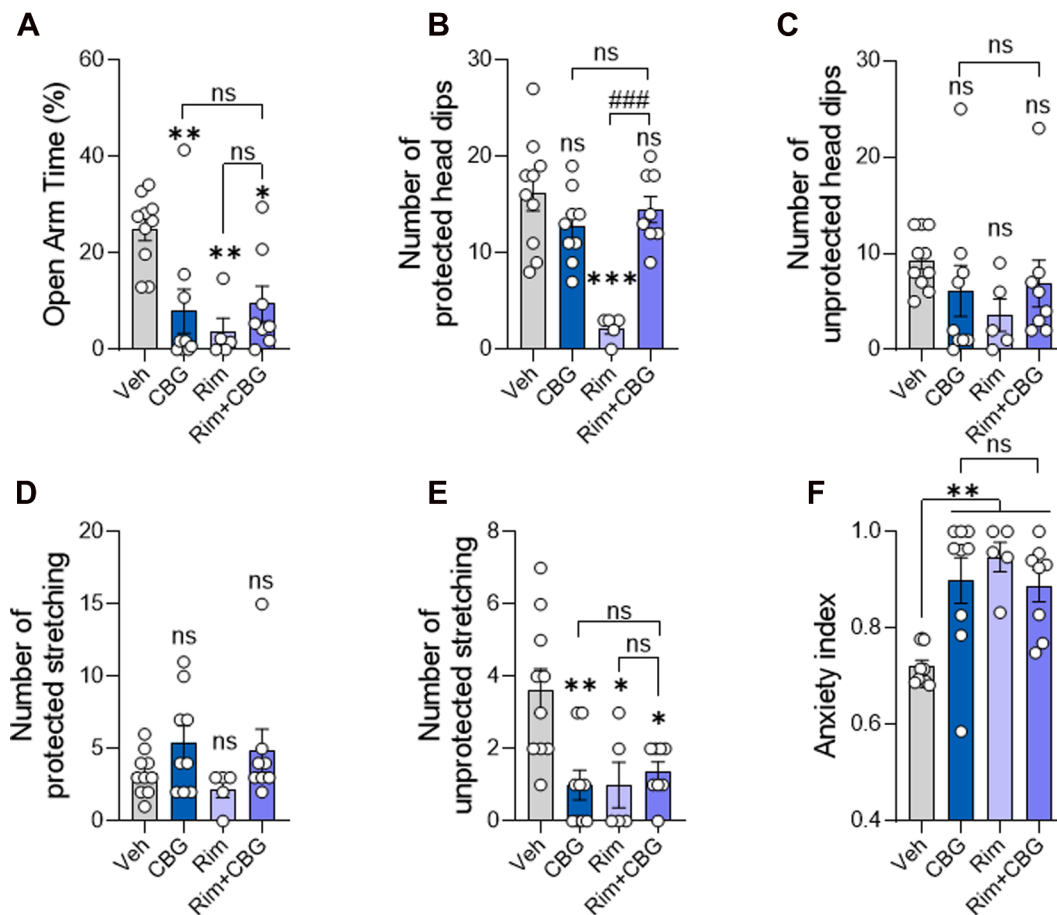 A
Open Arm Time (%)
60
40
20
0
ns
**
ns
*
**
Veh
CBG
Rim
Rim+CBG
B
Number of
protected head dips
30
20
10
0
ns
###
ns
ns
***
Veh
CBG
Rim
Rim+CBG
C
Number of
unprotected head dips
30
20
10
0
ns
ns
ns
ns
Veh
CBG
Rim
Rim+CBG
D
Number of
protected stretching
20
15
10
5
0
ns
ns
ns
Veh
CBG
Rim
Rim+CBG
E
Number of
unprotected stretching
8
6
4
2
0
ns
ns
**
*
*
Veh
CBG
Rim
Rim+CBG
F
Anxiety index
1.0
0.8
0.6
0.4
ns
**
Veh
CBG
Rim
Rim+CBG